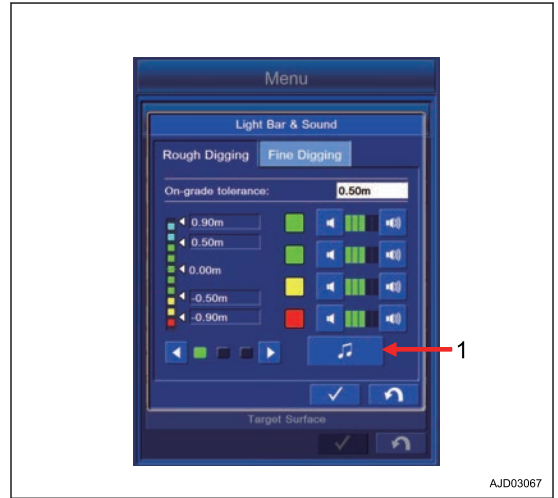 Menu
Light Bar & Sound
Rough Digging Fine Digging
On-grade tolerance: 0.50m
0.90m
0.50m
0.00m
-0.50m
-0.90m
1
Target Surface
AJD03067